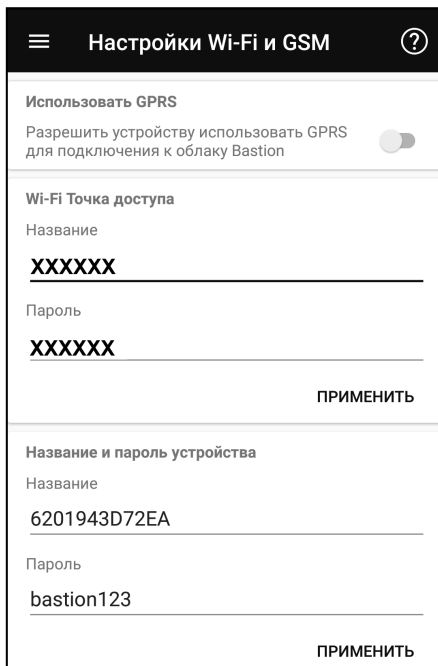 Настройки Wi-Fi и GSM
Использовать GPRS
Разрешить устройству использовать GPRS
для подключения к облаку Bastion
Wi-Fi Точка доступа
Название
XXXXXX
Пароль
XXXXXX
ПРИМЕНИТЬ
Название и пароль устройства
Название
6201943D72EA
Пароль
bastion123
ПРИМЕНИТЬ